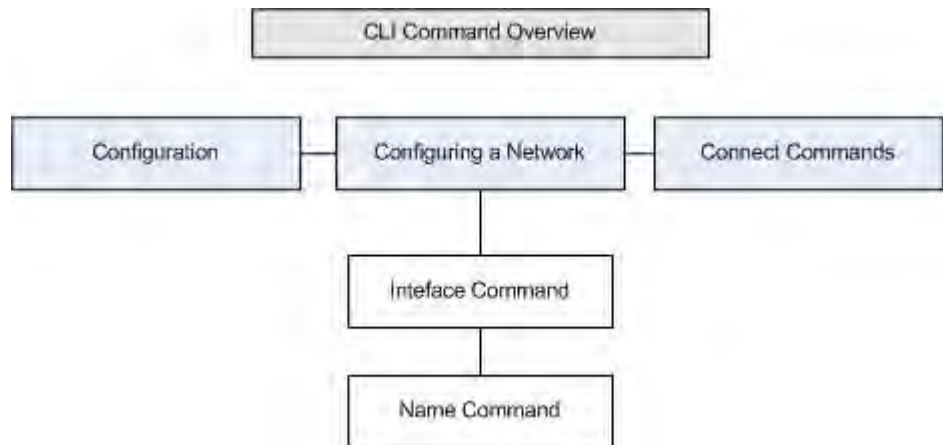 CLI Command Overview
Configuration
Configuring a Network
Connect Commands
Inteface Command
Name Command